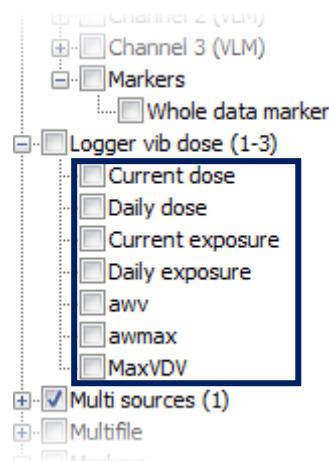 Channel 2 (VLM)
Channel 3 (VLM)
Markers
Whole data marker
Logger vib dose (1-3)
Current dose
Daily dose
Current exposure
Daily exposure
awv
awmax
MaxVDV
Multi sources (1)
Multifile
Markers